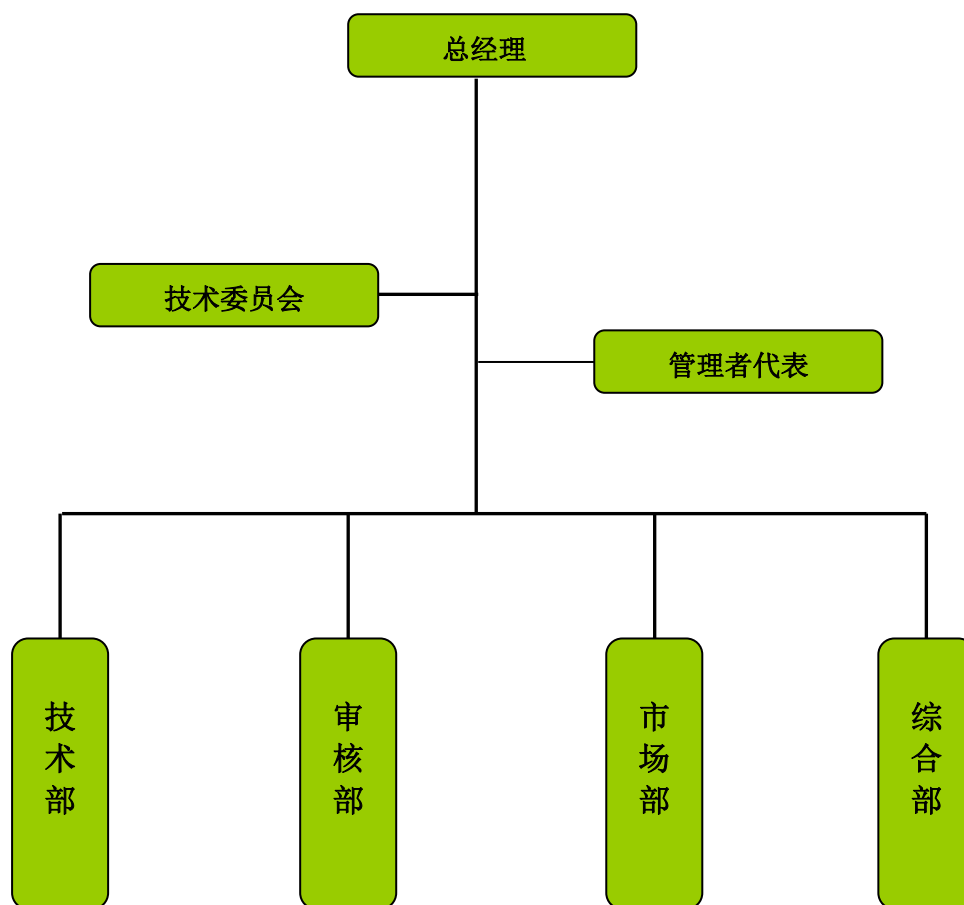 总经理
技术委员会
管理者代表
技术部
审核部
市场部
综合部